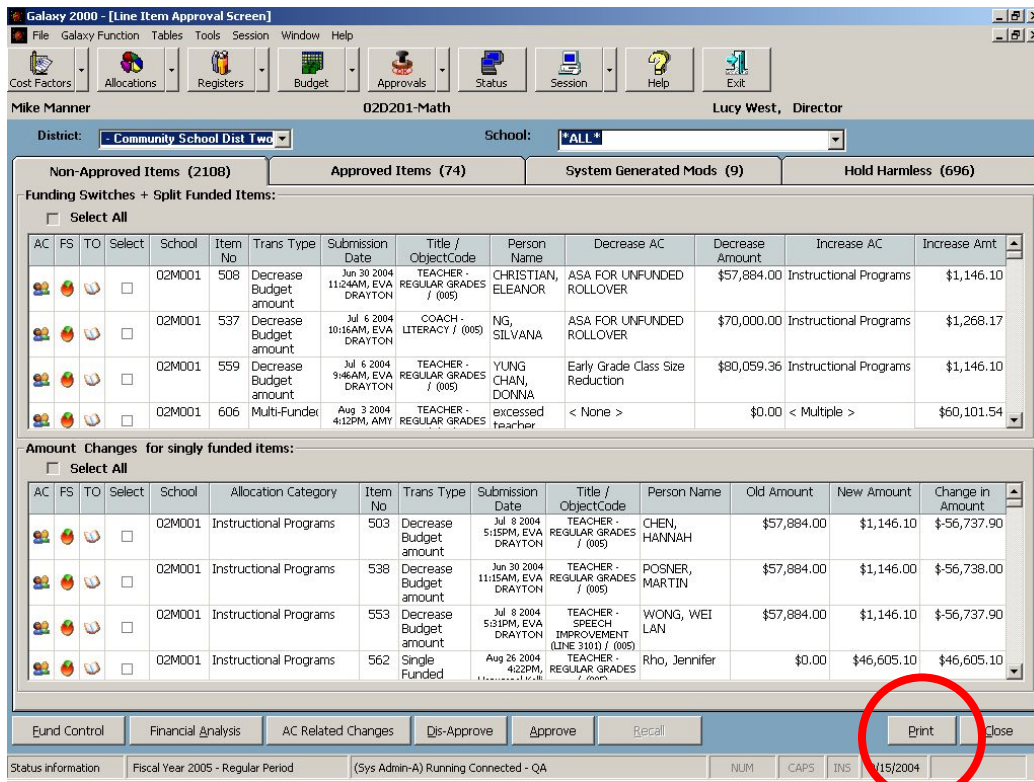 Galaxy 2000 - [Line Item Approval Screen]
File Galaxy Function Tables Tools Session Window Help
Cost Factors Allocations Registers Budget Approvals Status Session Help Exit
Mike Manner 02D201-Math Lucy West, Director
District: - Community School Dist Two School: *ALL*
Non-Approved Items (2108) Approved Items (74) System Generated Mods (9) Hold Harmless (696)
Funding Switches + Split Funded Items:
Select All
AC FS TO Select School Item No Trans Type Submission Date Title / ObjectCode Person Name Decrease AC Decrease Amount Increase AC Increase Amt
02M001 508 Decrease Budget amount Jun 30 2004 11:24AM, EVA DRAYTON TEACHER - REGULAR GRADES / (005) CHRISTIAN, ELEANOR ASA FOR UNFUNDED ROLLOVER $57,884.00 Instructional Programs $1,146.10
02M001 537 Decrease Budget amount Jul 6 2004 10:16AM, EVA DRAYTON COACH - LITERACY / (005) NG, SILVANA ASA FOR UNFUNDED ROLLOVER $70,000.00 Instructional Programs $1,268.17
02M001 559 Decrease Budget amount Jul 6 2004 9:46AM, EVA DRAYTON TEACHER - REGULAR GRADES / (005) YUNG CHAN, DONNA Early Grade Class Size Reduction $80,059.36 Instructional Programs $1,146.10
02M001 606 Multi-Funded Aug 3 2004 4:12PM, AMY TEACHER - REGULAR GRADES excessed teacher < None > $0.00 < Multiple > $60,101.54
Amount Changes for singly funded items:
Select All
AC FS TO Select School Allocation Category Item No Trans Type Submission Date Title / ObjectCode Person Name Old Amount New Amount Change in Amount
02M001 Instructional Programs 503 Decrease Budget amount Jul 8 2004 5:15PM, EVA DRAYTON TEACHER - REGULAR GRADES / (005) CHEN, HANNAH $57,884.00 $1,146.10 $-56,737.90
02M001 Instructional Programs 538 Decrease Budget amount Jun 30 2004 11:15AM, EVA DRAYTON TEACHER - REGULAR GRADES / (005) POSNER, MARTIN $57,884.00 $1,146.00 $-56,738.00
02M001 Instructional Programs 553 Decrease Budget amount Jul 8 2004 5:31PM, EVA DRAYTON TEACHER - SPEECH IMPROVEMENT (LINE 3101) / (005) WONG, WEI LAN $57,884.00 $1,146.10 $-56,737.90
02M001 Instructional Programs 562 Single Funded Aug 26 2004 4:22PM, TEACHER - REGULAR GRADES Rho, Jennifer $0.00 $46,605.10 $46,605.10
Fund Control Financial Analysis AC Related Changes Dis-Approve Approve Recall Print Close
Status information Fiscal Year 2005 - Regular Period (Sys Admin-A) Running Connected - QA NUM CAPS INS /15/2004